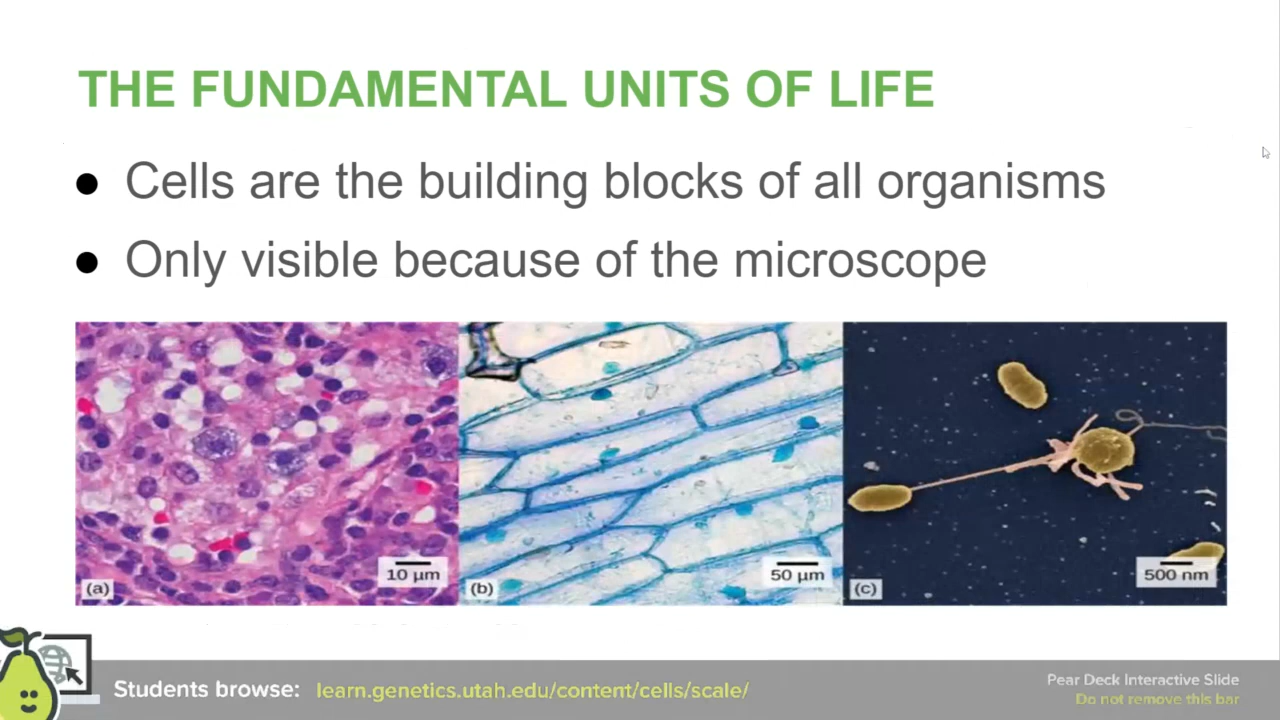 THE FUNDAMENTAL UNITS OF LIFE
● Cells are the building blocks of all organisms
● Only visible because of the microscope
(a) 10 µm
(b) 50 µm
(c) 500 nm
Students browse: learn.genetics.utah.edu/content/cells/scale/
Pear Deck Interactive Slide
Do not remove this bar